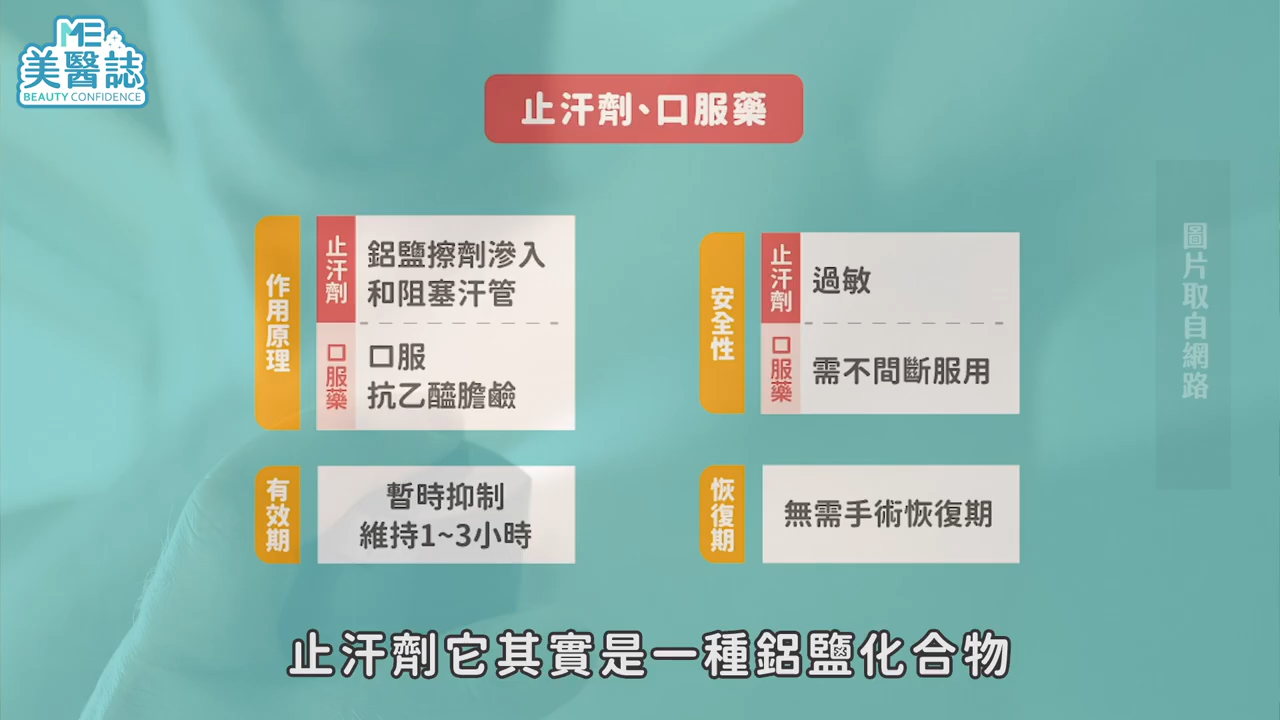 ME
美醫誌
BEAUTY CONFIDENCE
止汗劑、口服藥
作用原理
止汗劑
鋁鹽擦劑滲入
和阻塞汗管
口服藥
口服
抗乙醯膽鹼
安全性
止汗劑
過敏
口服藥
需不間斷服用
有效期
暫時抑制
維持1~3小時
恢復期
無需手術恢復期
圖片取自網路
止汗劑它其實是一種鋁鹽化合物